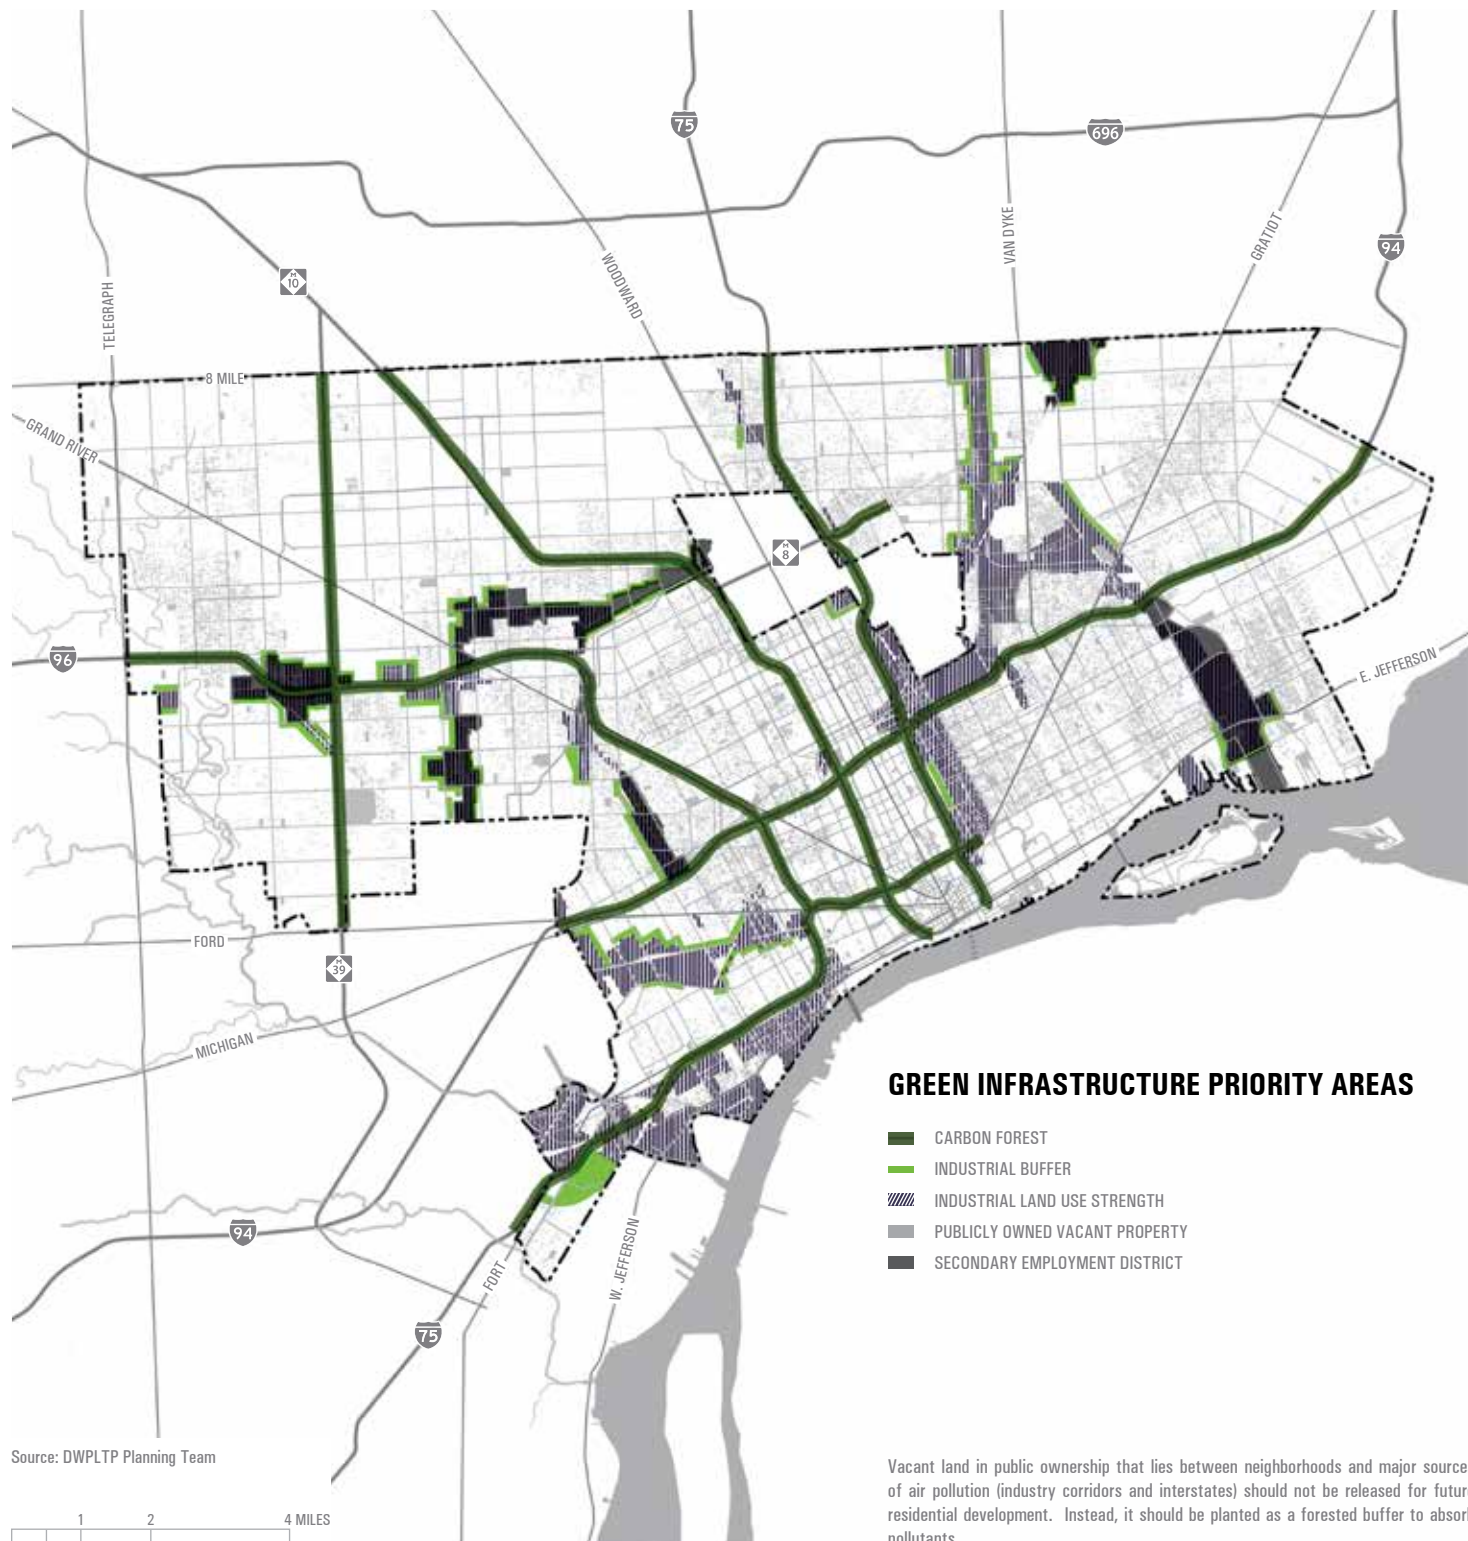 75
696
VAN DYKE
GRATIOT
94
WOODWARD
M
10
TELEGRAPH
8 MILE
GRAND RIVER
M
8
96
E. JEFFERSON
FORD
M
39
MICHIGAN
GREEN INFRASTRUCTURE PRIORITY AREAS
CARBON FOREST
INDUSTRIAL BUFFER
INDUSTRIAL LAND USE STRENGTH
PUBLICLY OWNED VACANT PROPERTY
SECONDARY EMPLOYMENT DISTRICT
94
FORT
W. JEFFERSON
75
Source: DWPLTP Planning Team
1 2 4 MILES
Vacant land in public ownership that lies between neighborhoods and major source
of air pollution (industry corridors and interstates) should not be released for futur
residential development. Instead, it should be planted as a forested buffer to absor
pollutants